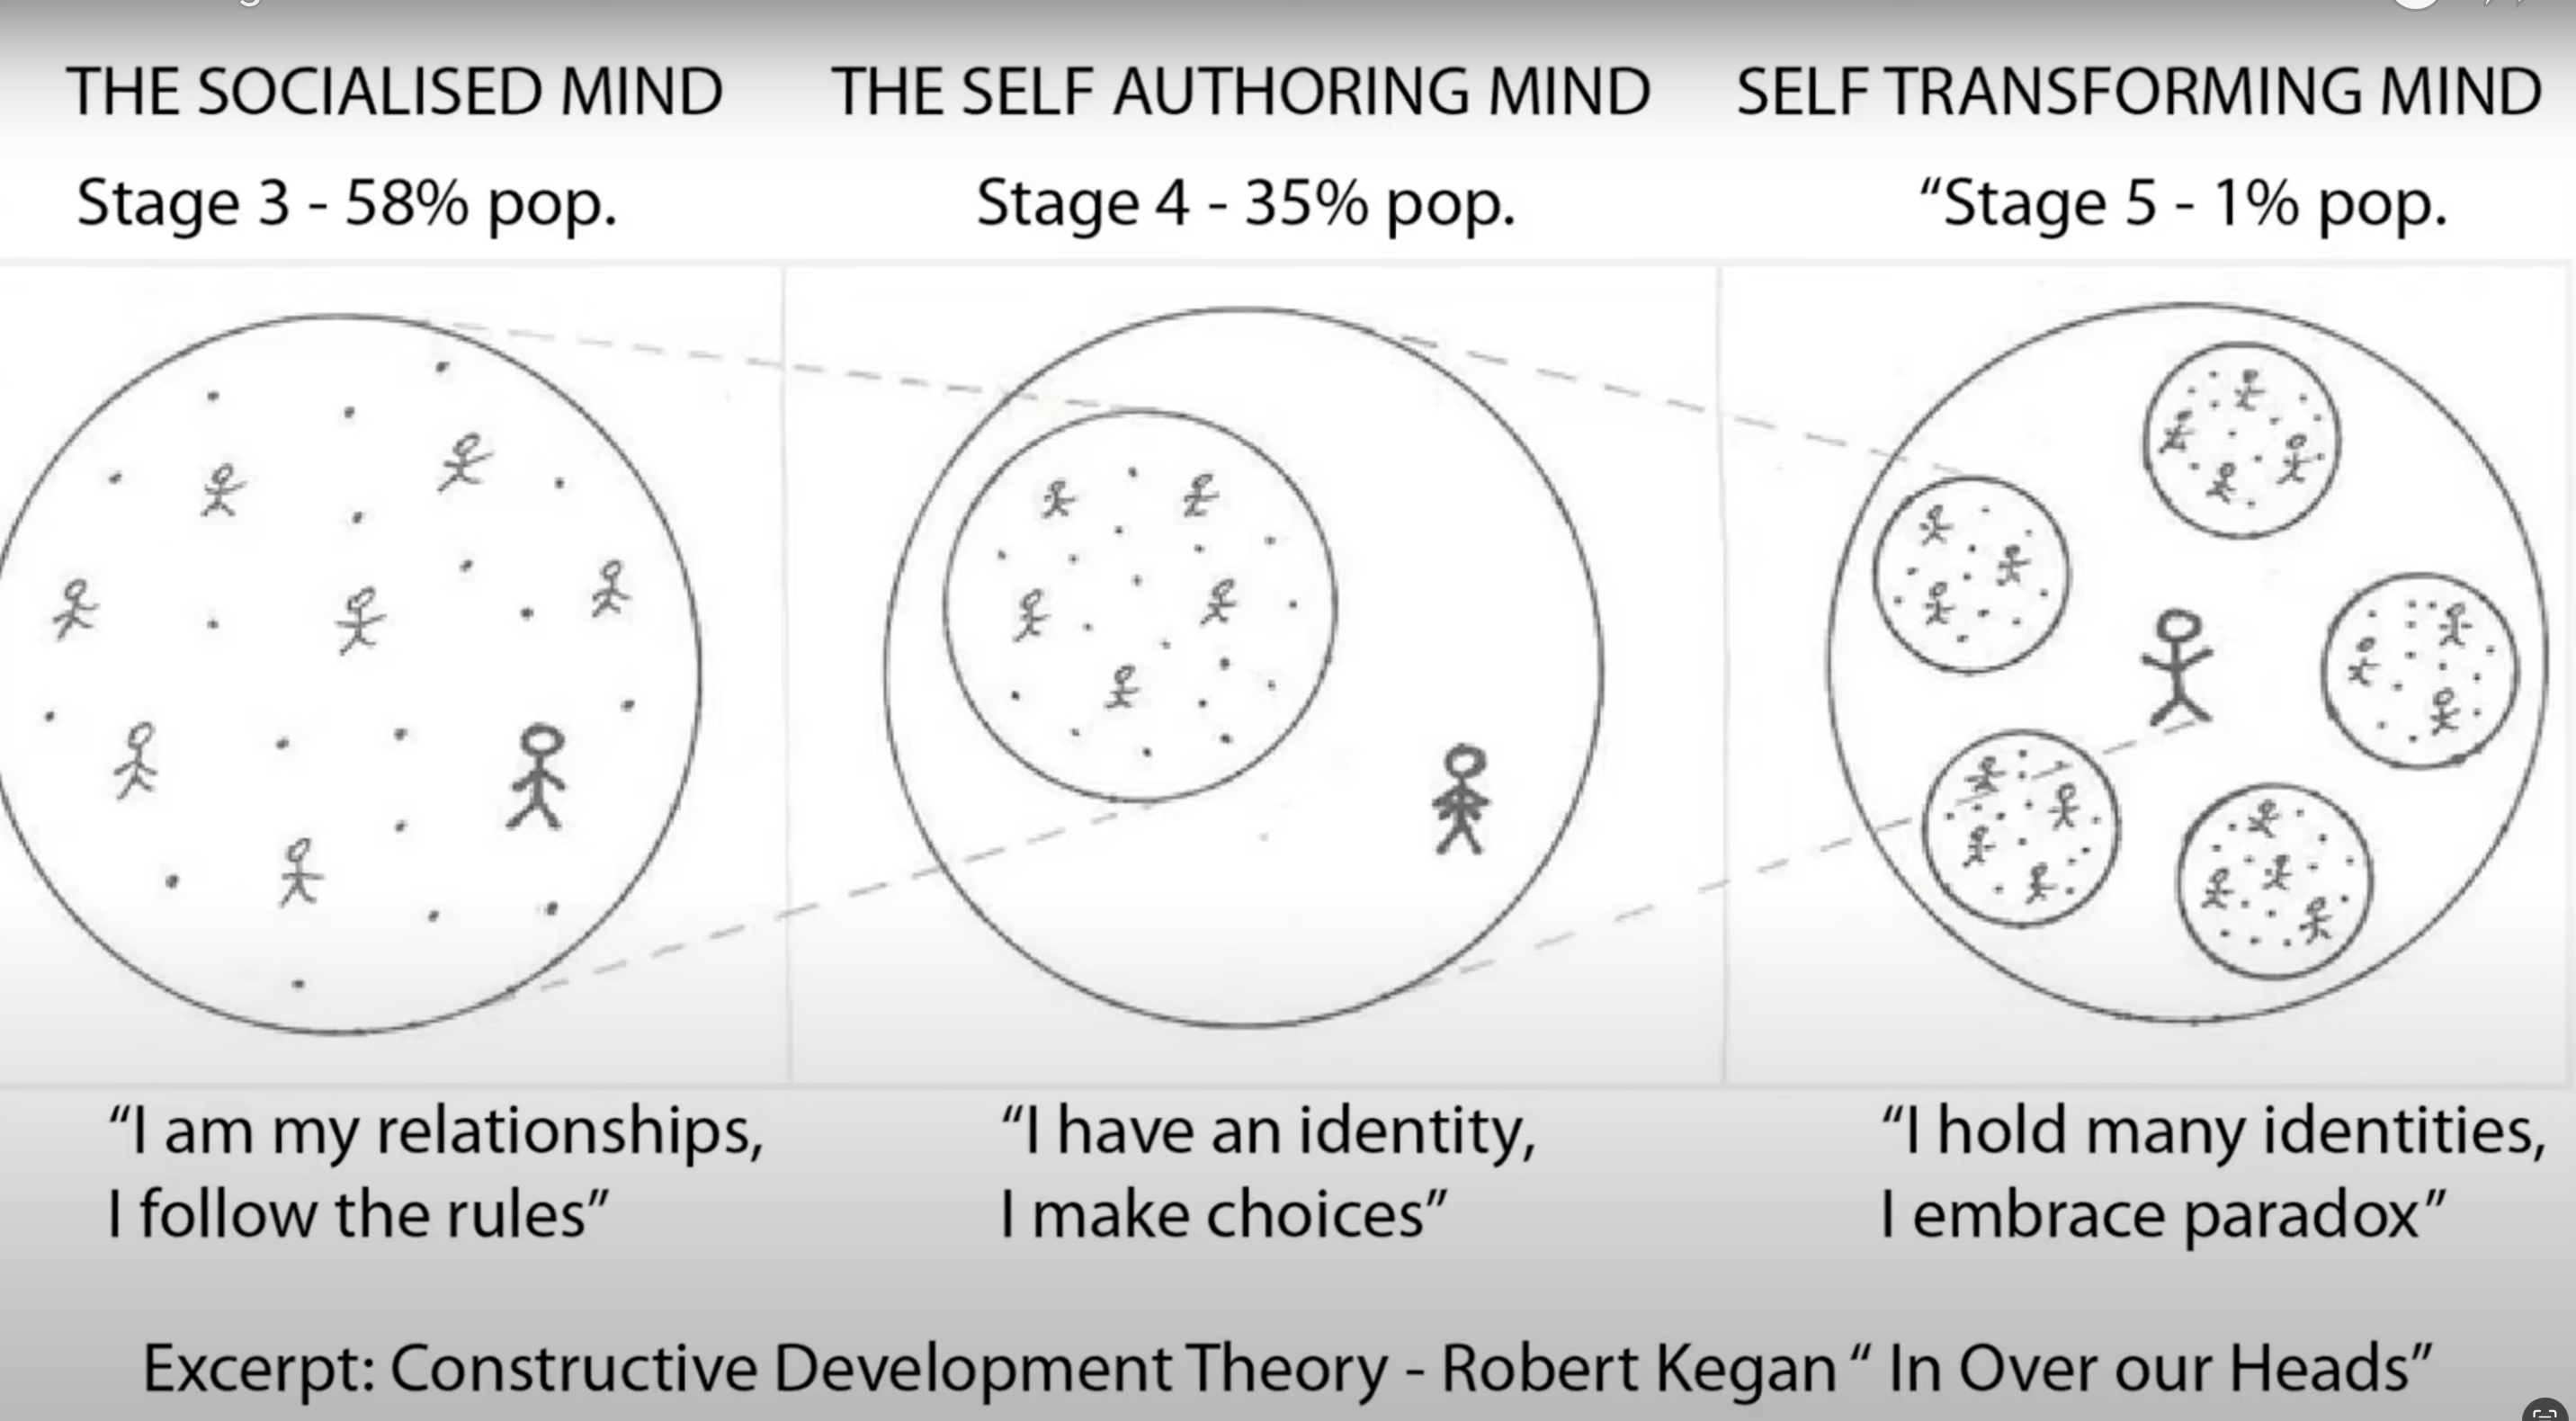 THE SOCIALISED MIND
Stage 3 - 58% pop.
THE SELF AUTHORING MIND
Stage 4 - 35% pop.
SELF TRANSFORMING MIND
“Stage 5 - 1% pop.
“I am my relationships,
I follow the rules”
“I have an identity,
I make choices”
“I hold many identities,
I embrace paradox”
Excerpt: Constructive Development Theory - Robert Kegan “ In Over our Heads”